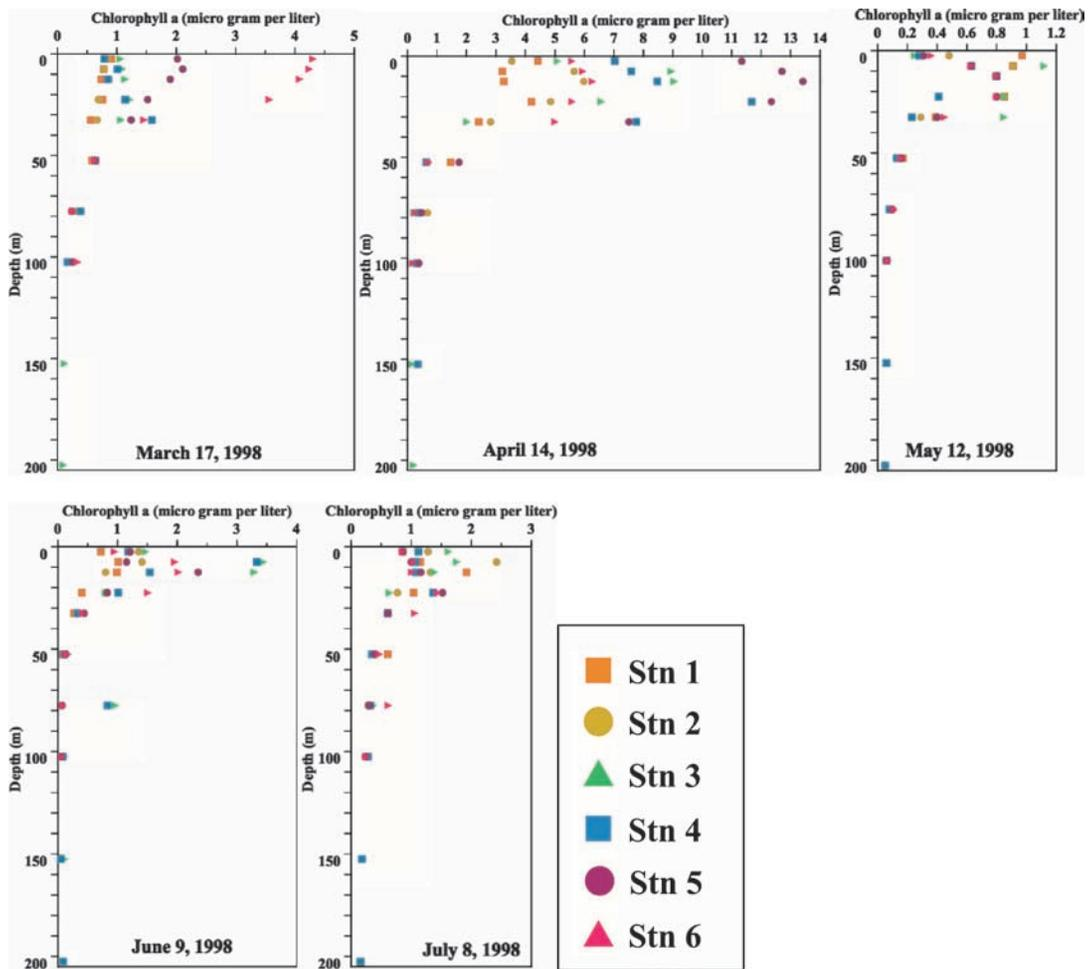 Chlorophyll a (micro gram per liter)
0 1 2 3 4 5
Depth (m)
0
50
100
150
200
March 17, 1998
Chlorophyll a (micro gram per liter)
0 1 2 3 4 5 6 7 8 9 10 11 12 13 14
Depth (m)
0
50
100
150
200
April 14, 1998
Chlorophyll a (micro gram per liter)
0 0.2 0.4 0.6 0.8 1 1.2
Depth (m)
0
50
100
150
200
May 12, 1998
Chlorophyll a (micro gram per liter)
0 1 2 3 4
Depth (m)
0
50
100
150
200
June 9, 1998
Chlorophyll a (micro gram per liter)
0 1 2 3
Depth (m)
0
50
100
150
200
July 8, 1998
Stn 1
Stn 2
Stn 3
Stn 4
Stn 5
Stn 6